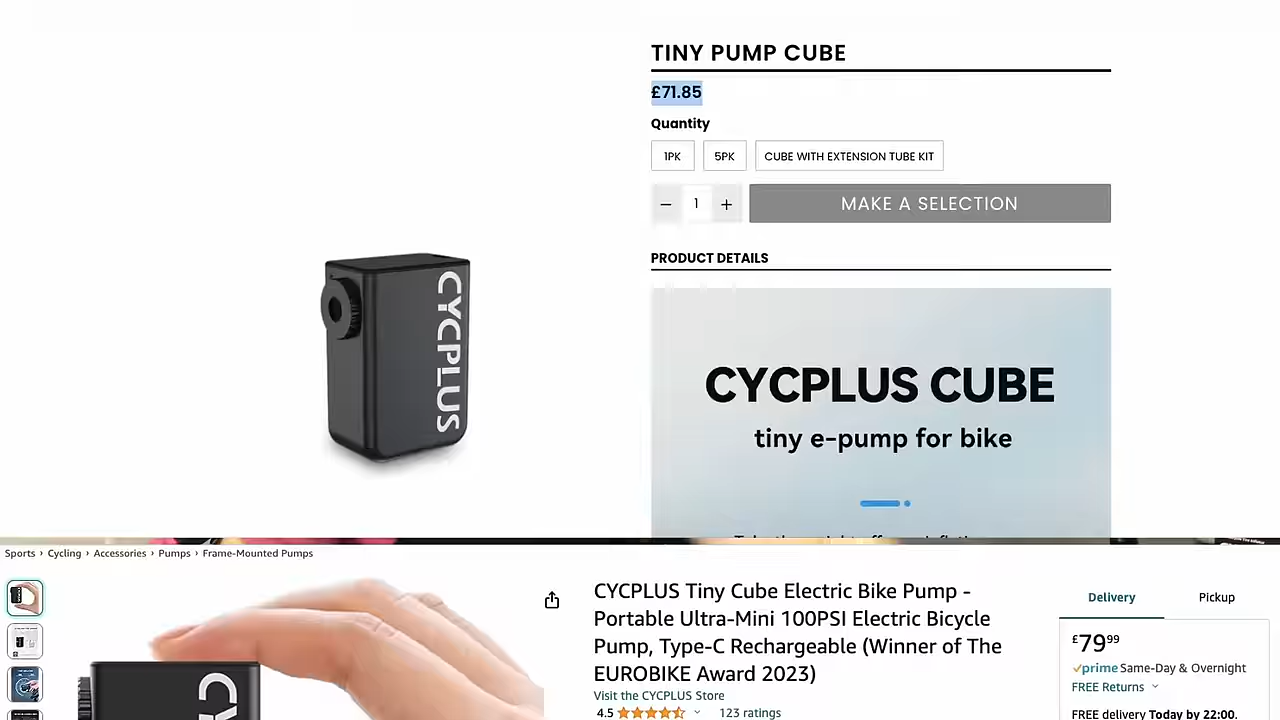 TINY PUMP CUBE
£71.85
Quantity
1PK
5PK
CUBE WITH EXTENSION TUBE KIT
− 1 +
MAKE A SELECTION
PRODUCT DETAILS
CYCPLUS
CYCPLUS CUBE
tiny e-pump for bike
Sports › Cycling › Accessories › Pumps › Frame-Mounted Pumps
CYCPLUS Tiny Cube Electric Bike Pump -
Portable Ultra-Mini 100PSI Electric Bicycle
Pump, Type-C Rechargeable (Winner of The
EUROBIKE Award 2023)
Visit the CYCPLUS Store
4.5
123 ratings
Delivery
Pickup
£7999
prime Same-Day & Overnight
FREE Returns
FREE delivery Today by 22:00.
CYC